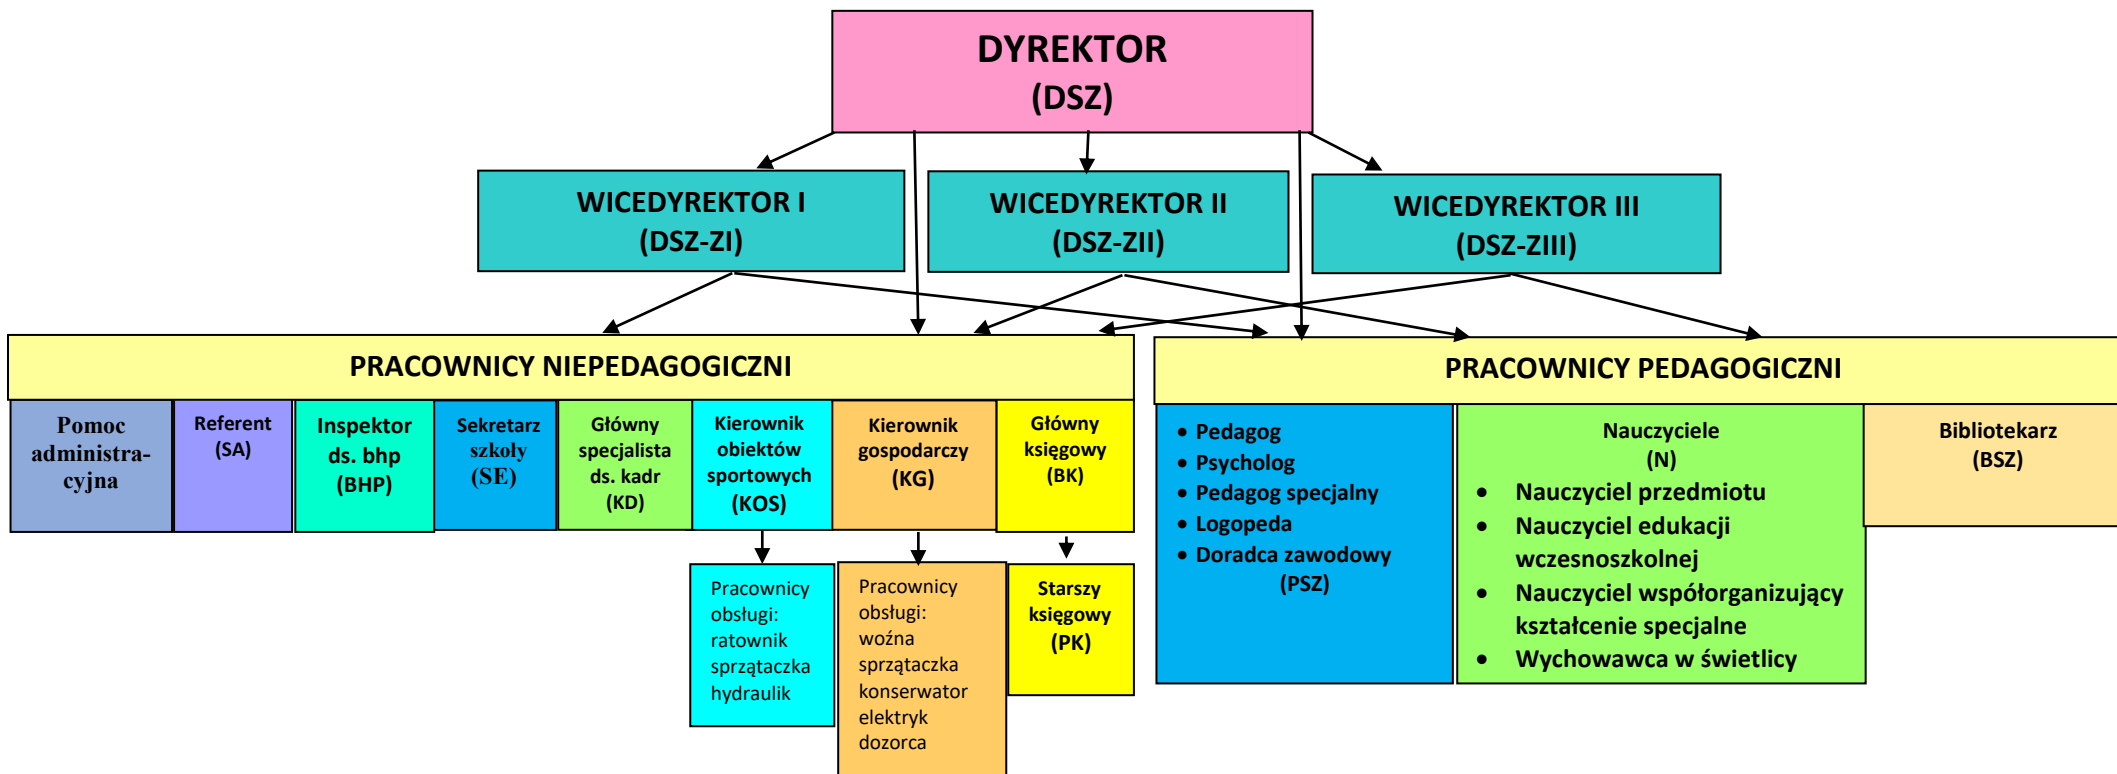 DYREKTOR
(DSZ)
WICEDYREKTOR I
(DSZ-ZI)
WICEDYREKTOR II
(DSZ-ZII)
WICEDYREKTOR III
(DSZ-ZIII)
PRACOWNICY NIEPEDAGOGICZNI
PRACOWNICY PEDAGOGICZNI
Pomoc
administra-
cyjna
Referent
(SA)
Inspektor
ds. bhp
(BHP)
Sekretarz
szkoły
(SE)
Główny
specjalista
ds. kadr
(KD)
Kierownik
obiektów
sportowych
(KOS)
Kierownik
gospodarczy
(KG)
Główny
księgowy
(BK)
• Pedagog
• Psycholog
• Pedagog specjalny
• Logopeda
• Doradca zawodowy
(PSZ)
Nauczyciele
(N)
• Nauczyciel przedmiotu
• Nauczyciel edukacji
wczesnoszkolnej
• Nauczyciel współorganizujący
kształcenie specjalne
• Wychowawca w świetlicy
Bibliotekarz
(BSZ)
Pracownicy
obsługi:
ratownik
sprzątaczka
hydraulik
Pracownicy
obsługi:
woźna
sprzątaczka
konserwator
elektryk
dozorca
Starszy
księgowy
(PK)